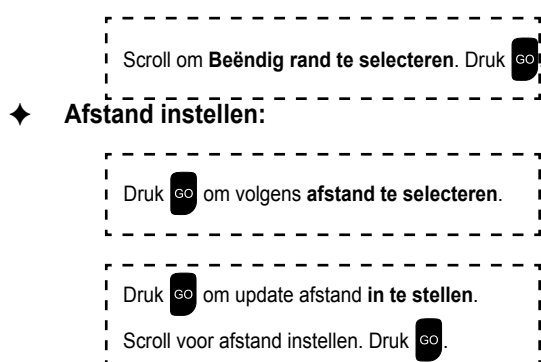 Scroll om Beëndig rand te selecteren. Druk GO
✦ Afstand instellen:
Druk GO om volgens afstand te selecteren.
Druk GO om update afstand in te stellen.
Scroll voor afstand instellen. Druk GO.